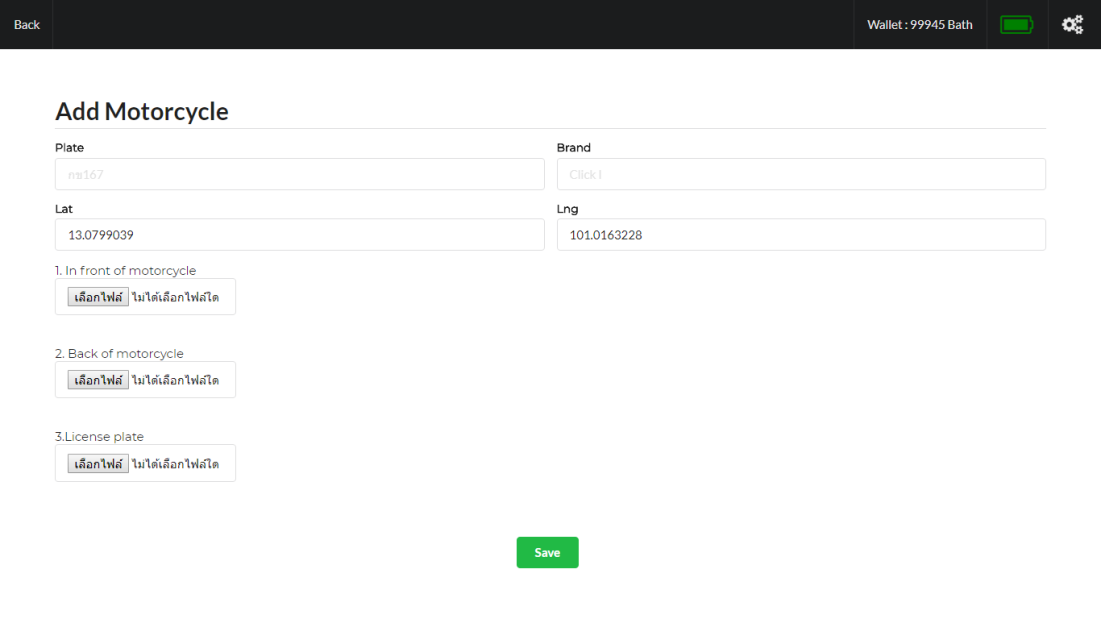 Back
Wallet : 99945 Bath
Add Motorcycle
Plate
Brand
กข167
Click I
Lat
Lng
13.0799039
101.0163228
1. In front of motorcycle
เลือกไฟล์ ไม่ได้เลือกไฟล์ใด
2. Back of motorcycle
เลือกไฟล์ ไม่ได้เลือกไฟล์ใด
3.License plate
เลือกไฟล์ ไม่ได้เลือกไฟล์ใด
Save